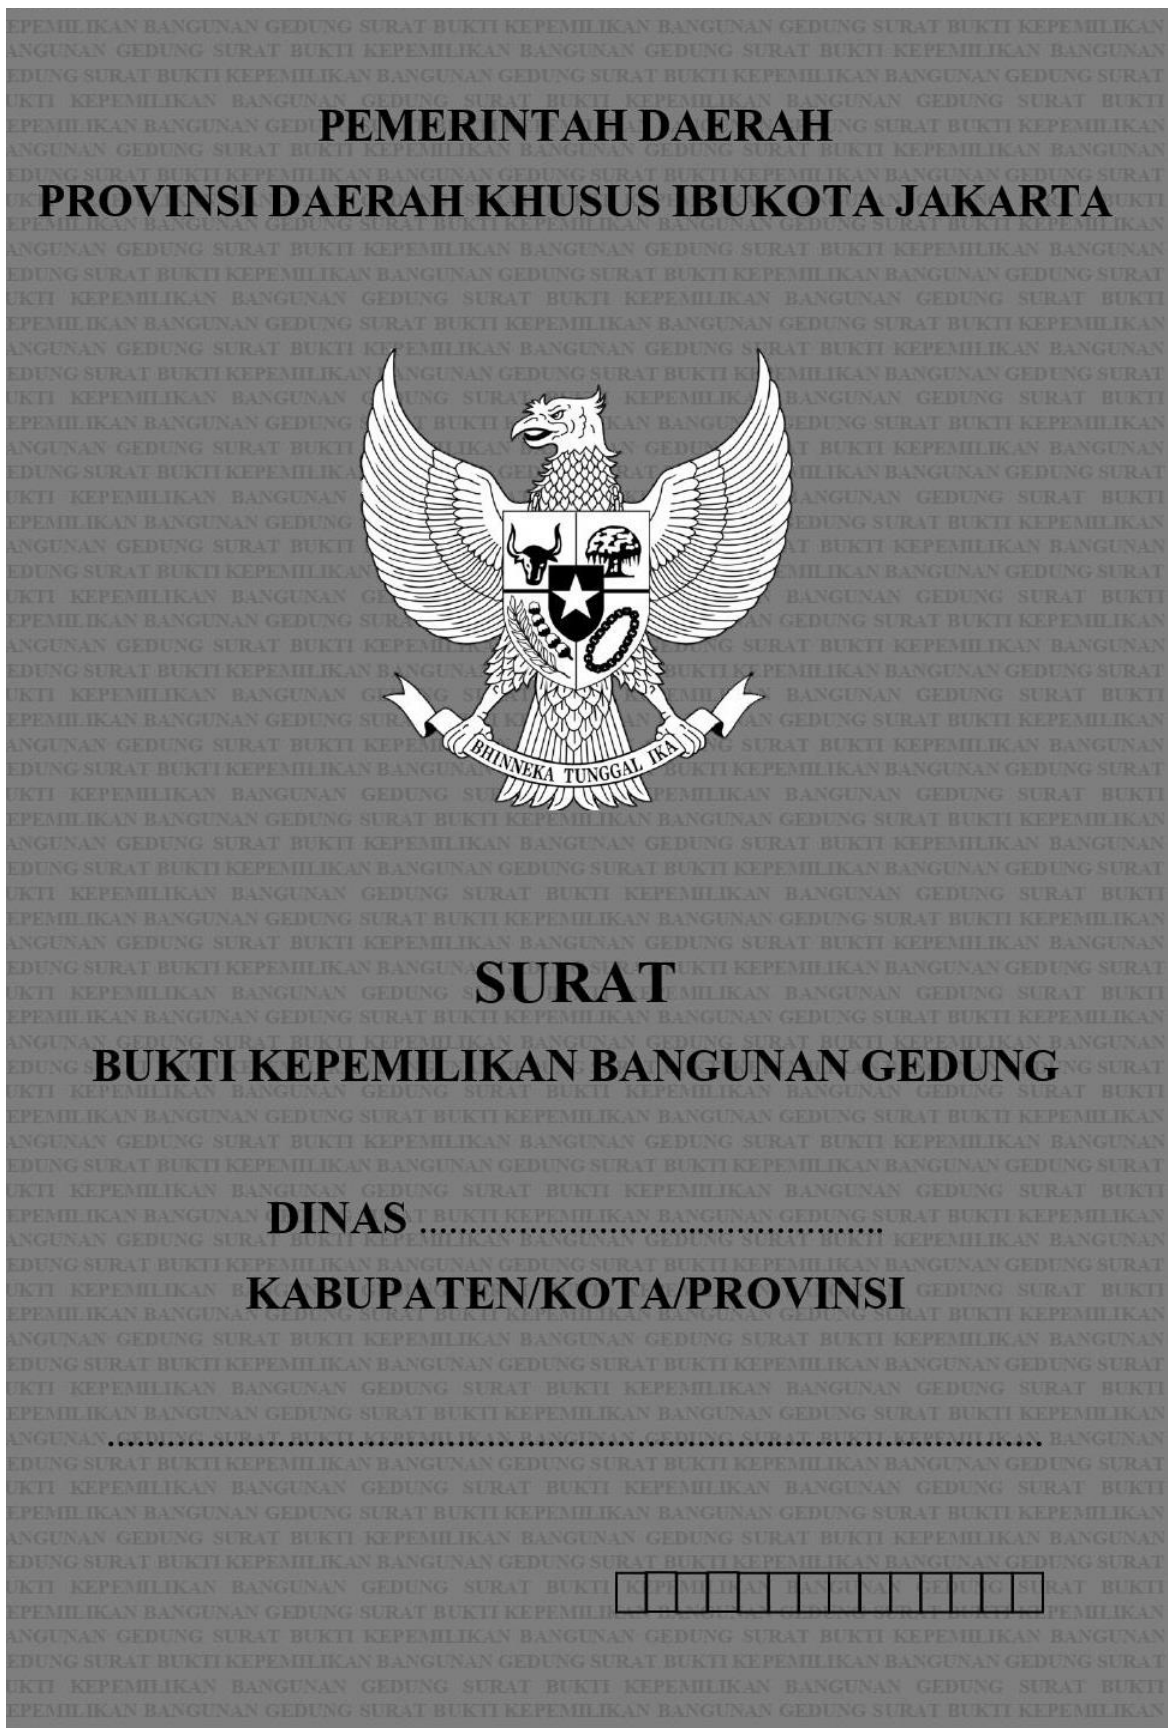 PEMERINTAH DAERAH
PROVINSI DAERAH KHUSUS IBUKOTA JAKARTA
BHINNEKA TUNGGAL IKA
SURAT
BUKTI KEPEMILIKAN BANGUNAN GEDUNG
DINAS ..............................................
KABUPATEN/KOTA/PROVINSI
.............................................................................................